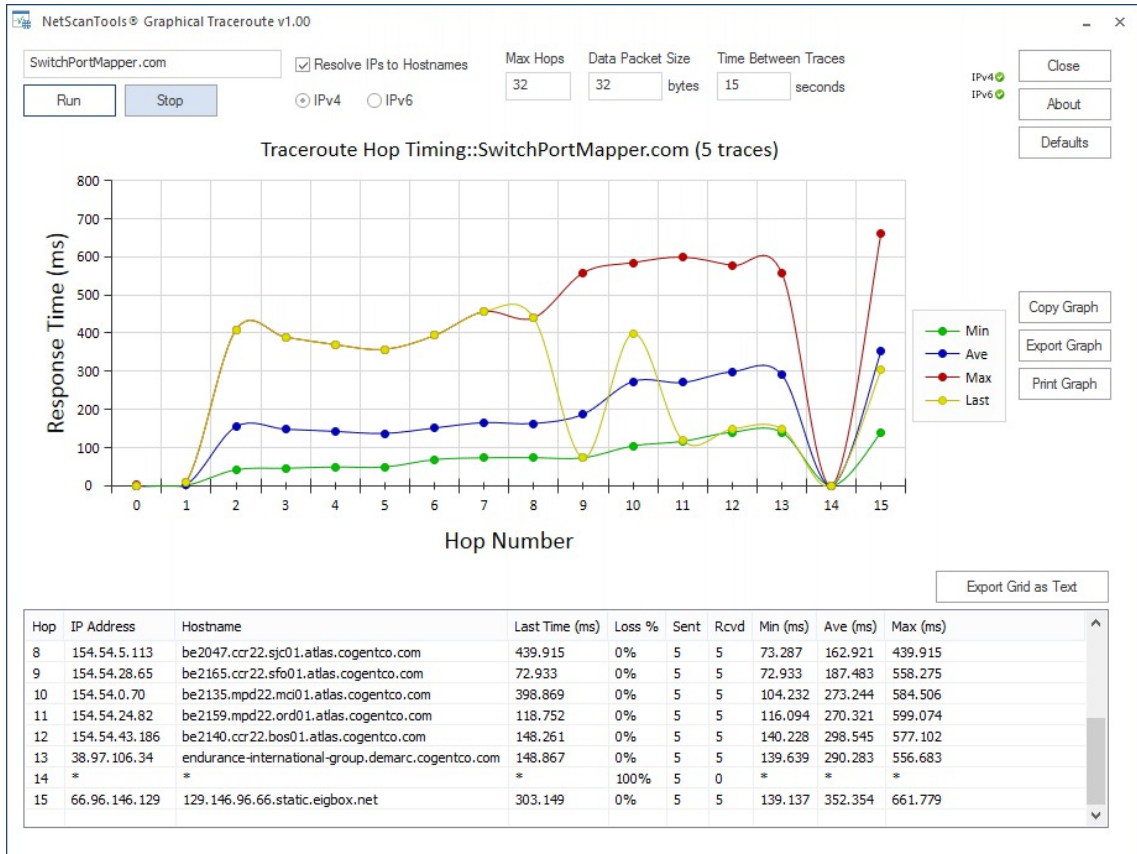 NetScanTools® Graphical Traceroute v1.00
SwitchPortMapper.com
Resolve IPs to Hostnames
Max Hops Data Packet Size Time Between Traces
32 32 bytes 15 seconds
Run Stop
IPv4 IPv6
IPv4
IPv6
Close
About
Defaults
Traceroute Hop Timing::SwitchPortMapper.com (5 traces)
Response Time (ms)
800
700
600
500
400
300
200
100
0
0 1 2 3 4 5 6 7 8 9 10 11 12 13 14 15
Hop Number
Min
Ave
Max
Last
Copy Graph
Export Graph
Print Graph
Export Grid as Text
Hop IP Address Hostname Last Time (ms) Loss % Sent Rcvd Min (ms) Ave (ms) Max (ms)
8 154.54.5.113 be2047.ccr22.sjc01.atlas.cogentco.com 439.915 0% 5 5 73.287 162.921 439.915
9 154.54.28.65 be2165.ccr22.sfo01.atlas.cogentco.com 72.933 0% 5 5 72.933 187.483 558.275
10 154.54.0.70 be2135.mpd22.mci01.atlas.cogentco.com 398.869 0% 5 5 104.232 273.244 584.506
11 154.54.24.82 be2159.mpd22.ord01.atlas.cogentco.com 118.752 0% 5 5 116.094 270.321 599.074
12 154.54.43.186 be2140.ccr22.bos01.atlas.cogentco.com 148.261 0% 5 5 140.228 298.545 577.102
13 38.97.106.34 endurance-international-group.demarc.cogentco.com 148.867 0% 5 5 139.639 290.283 556.683
14 * * * 100% 5 0 * * *
15 66.96.146.129 129.146.96.66.static.eigbox.net 303.149 0% 5 5 139.137 352.354 661.779